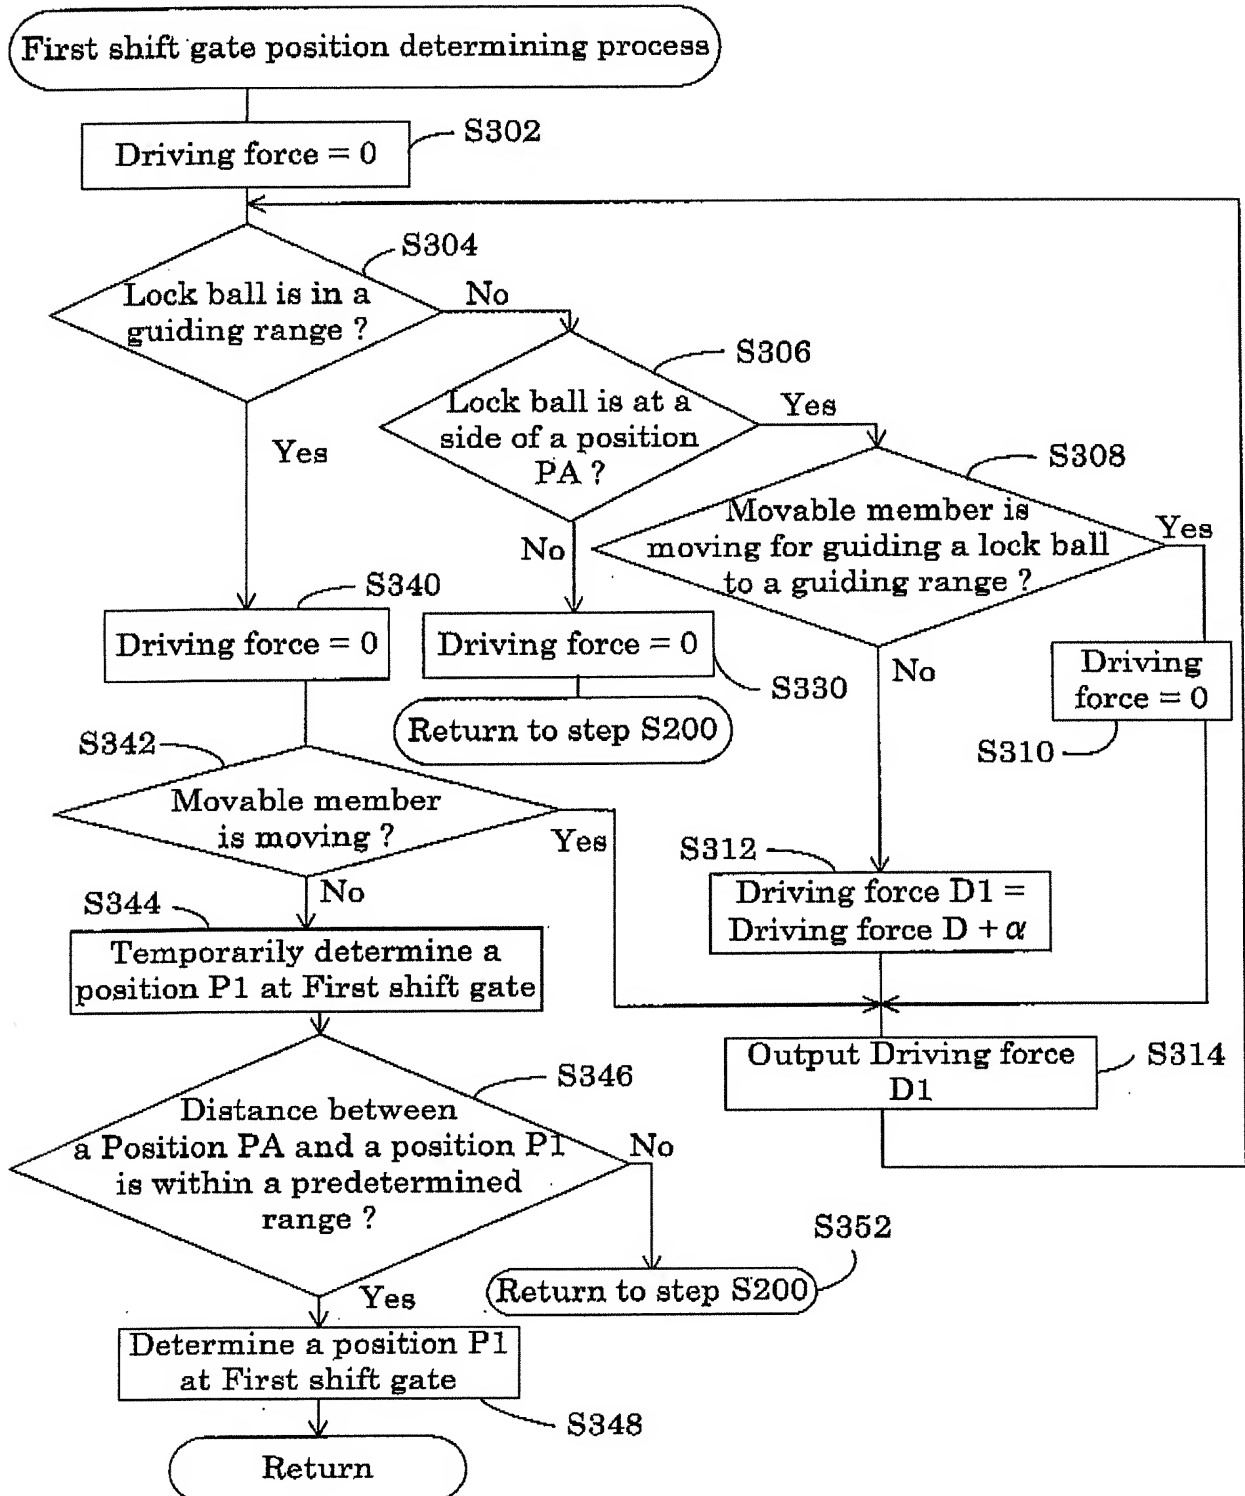 First shift gate position determining process
S302
Driving force = 0
S304
Lock ball is in a
guiding range ?
No
Yes
S306
Lock ball is at a
side of a position
PA ?
Yes
No
S308
Movable member is
moving for guiding a lock ball
to a guiding range ?
Yes
No
S340
Driving force = 0
Driving force = 0
S330
Return to step S200
Driving
force = 0
S310
S342
Movable member
is moving ?
Yes
No
S312
Driving force D1 =
Driving force D + α
S344
Temporarily determine a
position P1 at First shift gate
Output Driving force
D1
S314
S346
Distance between
a Position PA and a position P1
is within a predetermined
range ?
No
Yes
S352
Return to step S200
Determine a position P1
at First shift gate
S348
Return